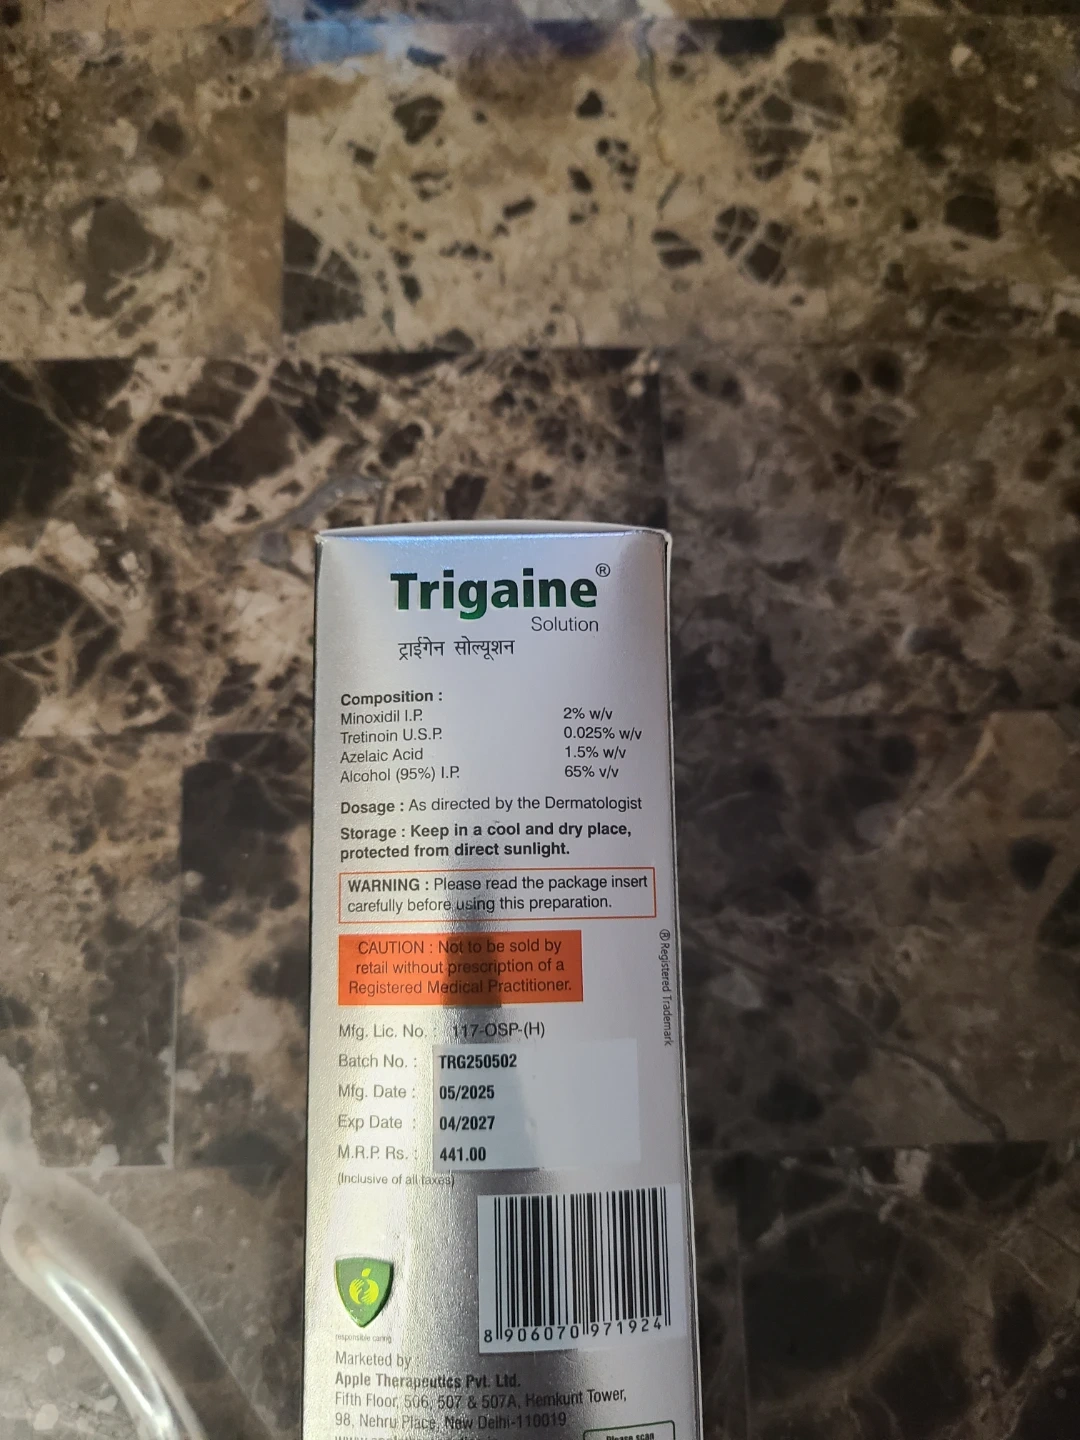 Trigaine®
Solution
ट्राईगेन सोल्यूशन
Composition :
Minoxidil I.P. 2% w/v
Tretinoin U.S.P. 0.025% w/v
Azelaic Acid 1.5% w/v
Alcohol (95%) I.P. 65% v/v
Dosage : As directed by the Dermatologist
Storage : Keep in a cool and dry place,
protected from direct sunlight.
WARNING : Please read the package insert
carefully before using this preparation.
CAUTION : Not to be sold by
retail without prescription of a
Registered Medical Practitioner.
® Registered Trademark
Mfg. Lic. No. : 117-OSP-(H)
Batch No. : TRG250502
Mfg. Date : 05/2025
Exp Date : 04/2027
M.R.P. Rs. : 441.00
(Inclusive of all taxes)
8 906070 971924
responsible caring
Marketed by :
Apple Therapeutics Pvt. Ltd.
Fifth Floor, 506, 507 & 507A, Hemkunt Tower,
98, Nehru Place, New Delhi-110019
Please scan